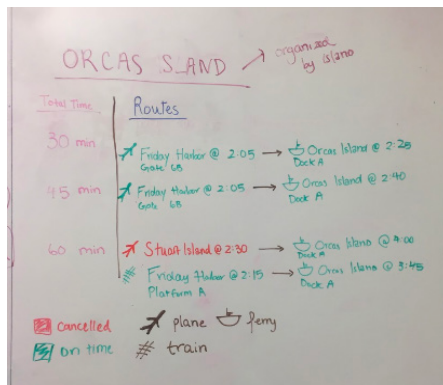 ORCAS ISLAND
organized
by island
Total Time
Routes
30 min
Friday Harbor @ 2:05 → Orcas Island @ 2:25
Gate 6B Dock A
45 min
Friday Harbor @ 2:05 → Orcas Island @ 2:40
Gate 6B Dock A
60 min
Stuart Island @ 2:30 → Orcas Island @ 4:00
Dock A
Friday Harbor @ 2:15 → Orcas Island @ 3:45
Platform A Dock A
cancelled plane ferry
on time train